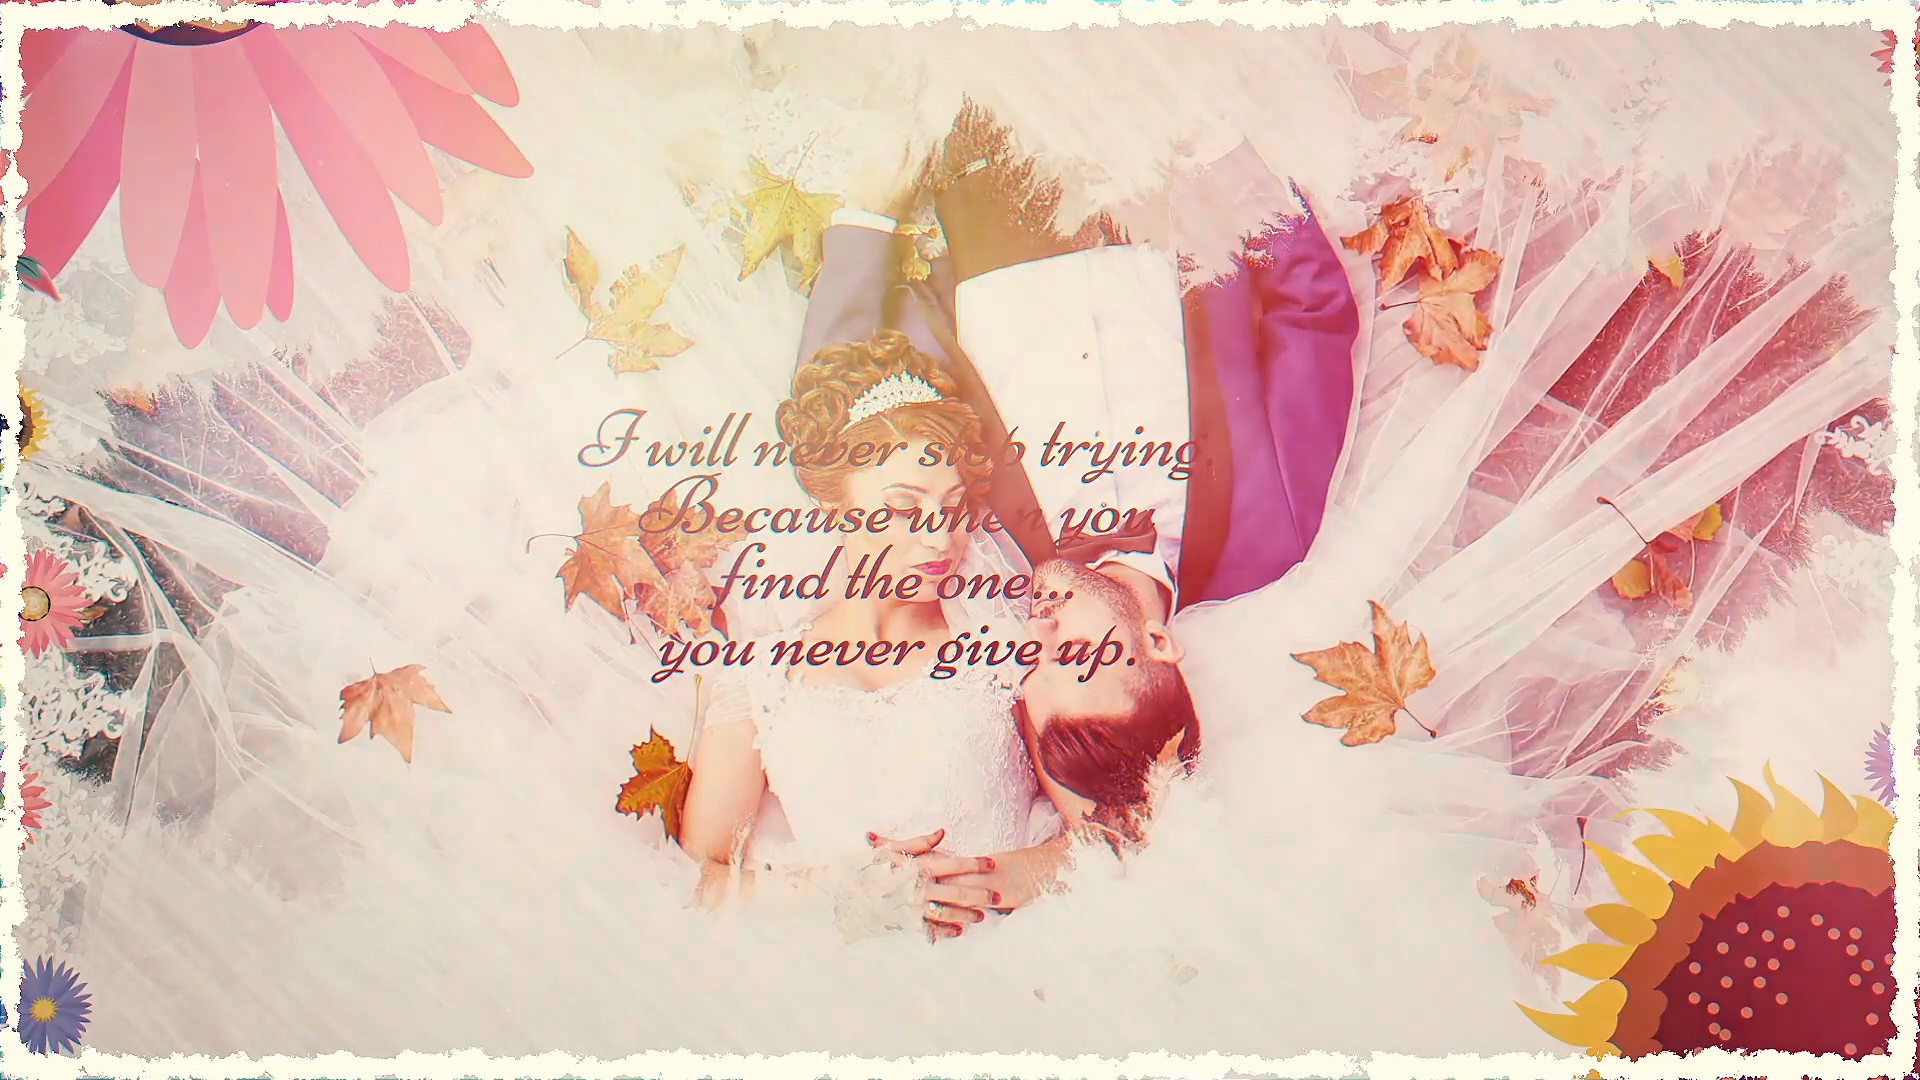 I will never stop trying.
Because when you
find the one...
you never give up.